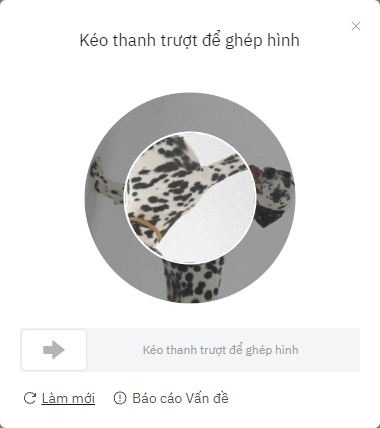 Kéo thanh trượt để ghép hình
Kéo thanh trượt để ghép hình
Làm mới
Báo cáo Vấn đề